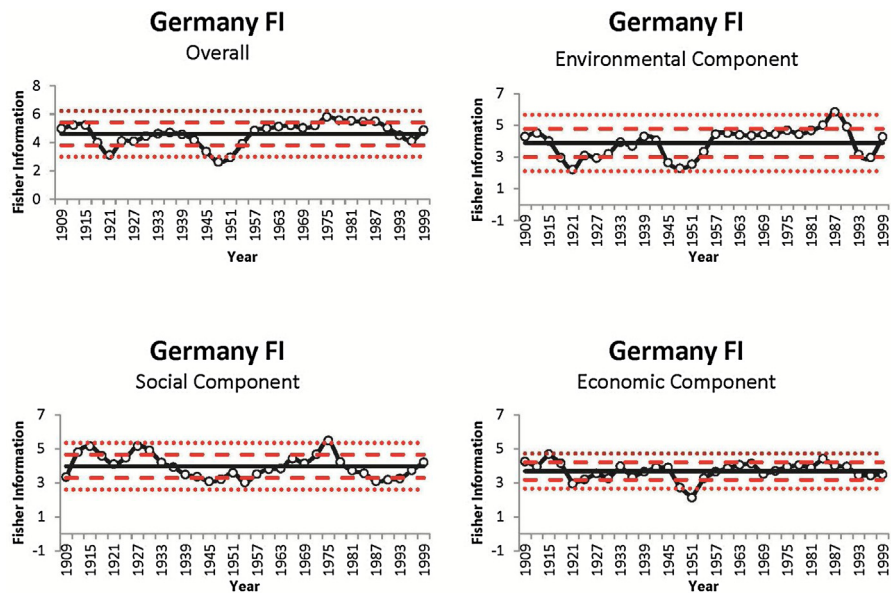 Germany FI
Overall
Fisher Information
8
6
4
2
0
1909 1915 1921 1927 1933 1939 1945 1951 1957 1963 1969 1975 1981 1987 1993 1999
Year
Germany FI
Environmental Component
Fisher Information
7
5
3
1
-1
1909 1915 1921 1927 1933 1939 1945 1951 1957 1963 1969 1975 1981 1987 1993 1999
Year
Germany FI
Social Component
Fisher Information
7
5
3
1
-1
1909 1915 1921 1927 1933 1939 1945 1951 1957 1963 1969 1975 1981 1987 1993 1999
Year
Germany FI
Economic Component
Fisher Information
7
5
3
1
-1
1909 1915 1921 1927 1933 1939 1945 1951 1957 1963 1969 1975 1981 1987 1993 1999
Year